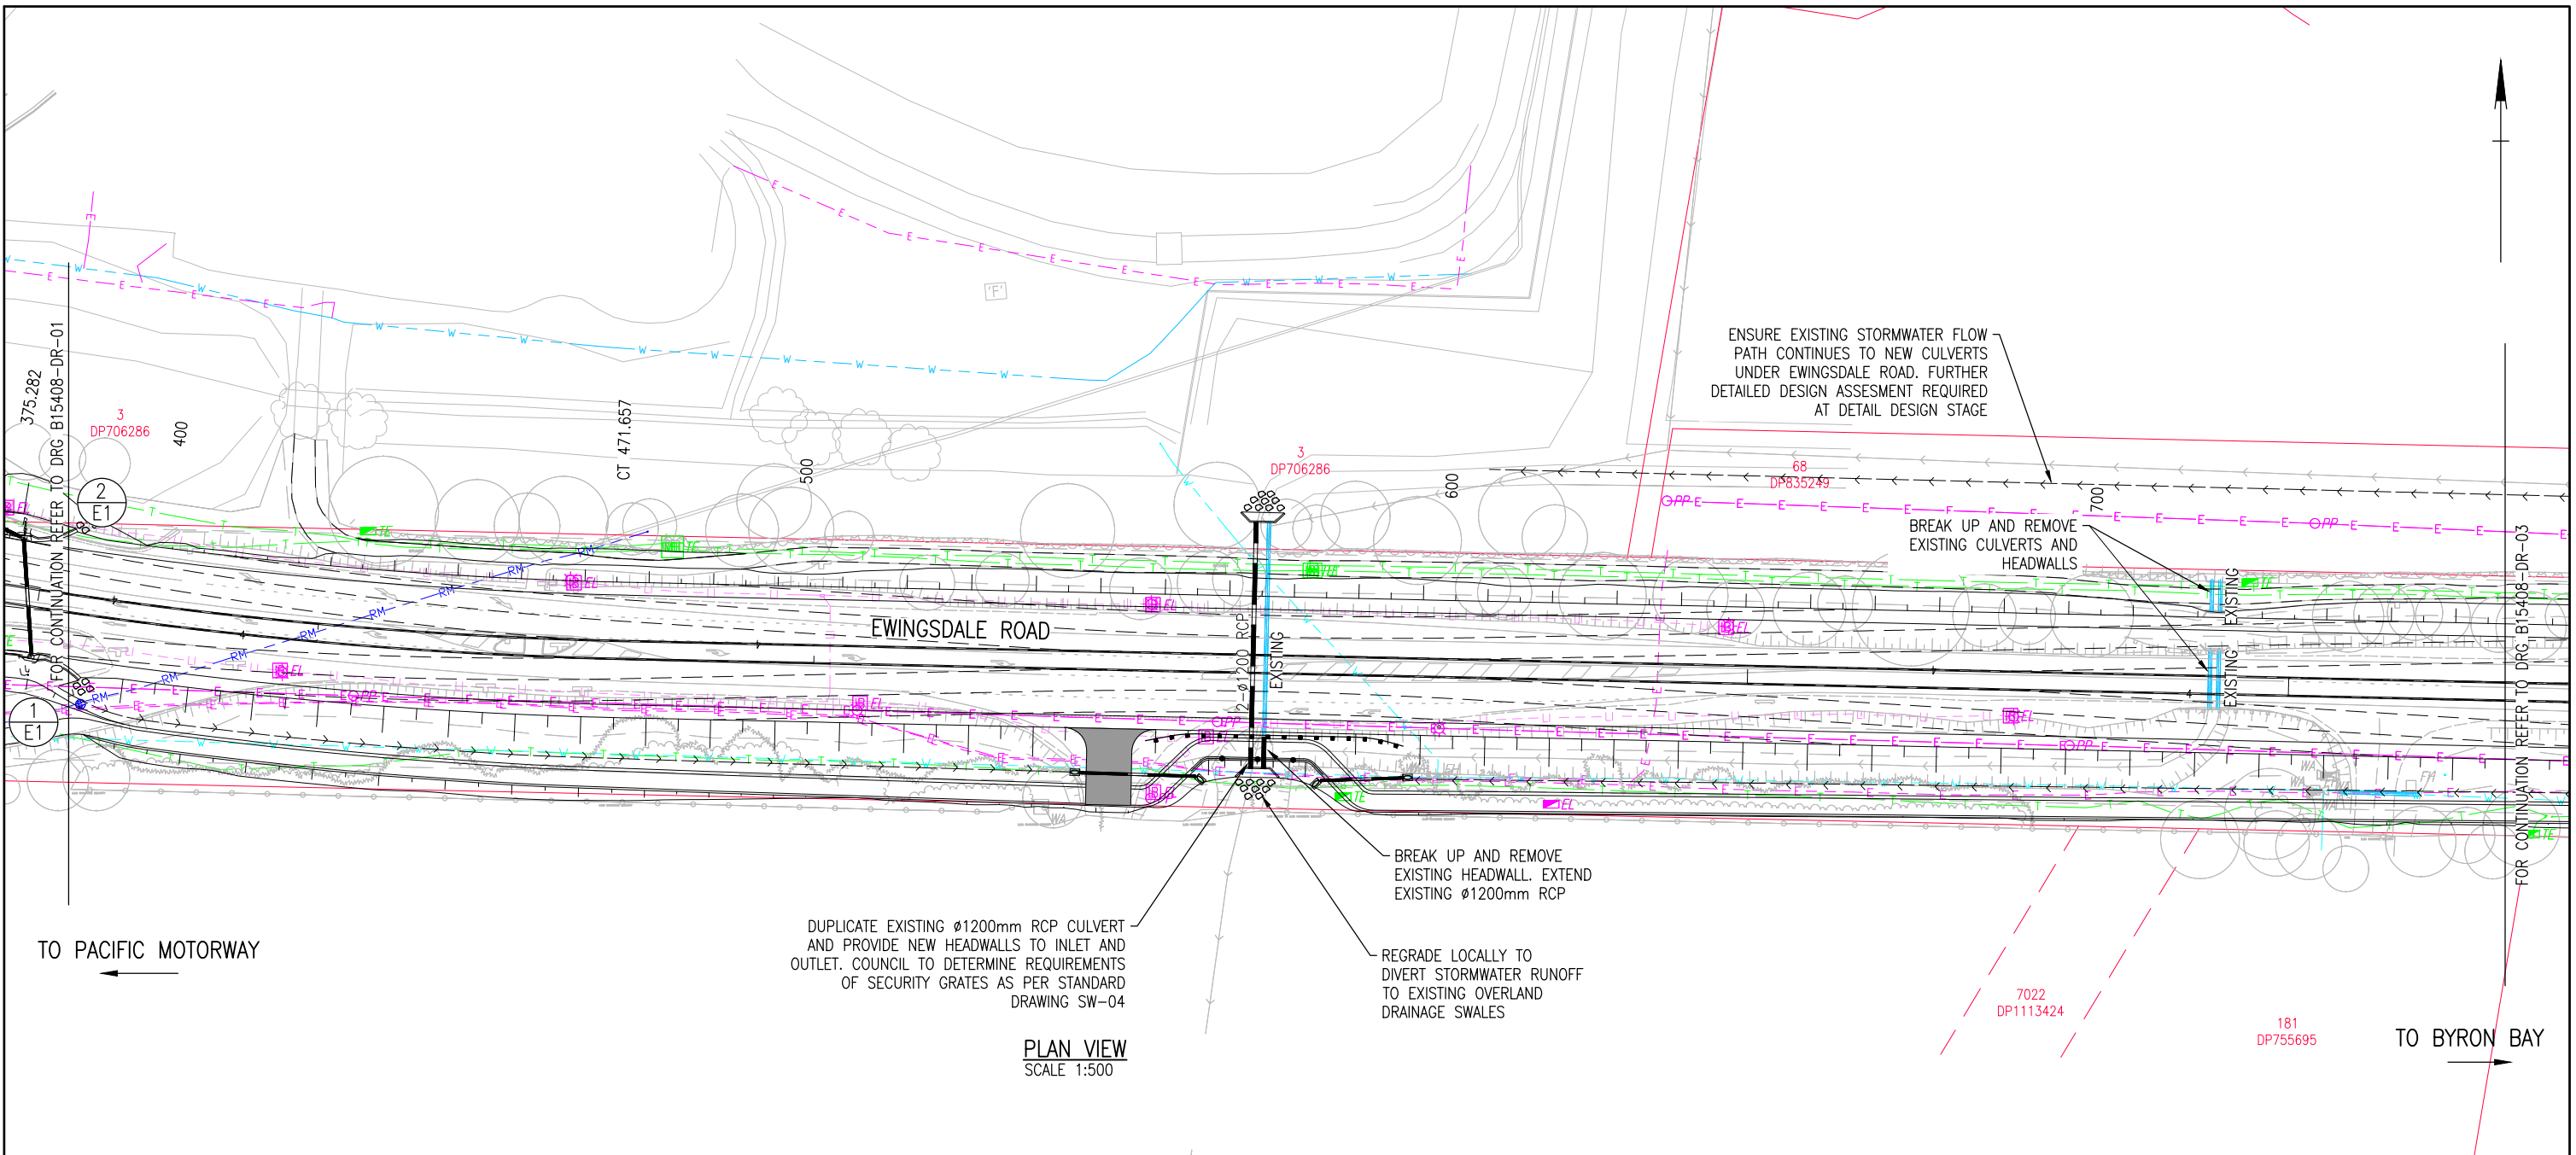 ENSURE EXISTING STORMWATER FLOW
PATH CONTINUES TO NEW CULVERTS
UNDER EWINGSDALE ROAD. FURTHER
DETAILED DESIGN ASSESMENT REQUIRED
AT DETAIL DESIGN STAGE
'F'
375.282
FOR CONTINUATION REFER TO DRG B15408-DR-01
3
DP706286
400
CT 471.657
500
3
DP706286
600
68
DP835249
700
2
E1
1
E1
BREAK UP AND REMOVE
EXISTING CULVERTS AND
HEADWALLS
EXISTING
EXISTING
EWINGSDALE ROAD
2-ø1200 RCP
EXISTING
FOR CONTINUATION REFER TO DRG B15408-DR-03
BREAK UP AND REMOVE
EXISTING HEADWALL. EXTEND
EXISTING ø1200mm RCP
DUPLICATE EXISTING ø1200mm RCP CULVERT
AND PROVIDE NEW HEADWALLS TO INLET AND
OUTLET. COUNCIL TO DETERMINE REQUIREMENTS
OF SECURITY GRATES AS PER STANDARD
DRAWING SW-04
REGRADE LOCALLY TO
DIVERT STORMWATER RUNOFF
TO EXISTING OVERLAND
DRAINAGE SWALES
TO PACIFIC MOTORWAY
7022
DP1113424
181
DP755695
TO BYRON BAY
PLAN VIEW
SCALE 1:500